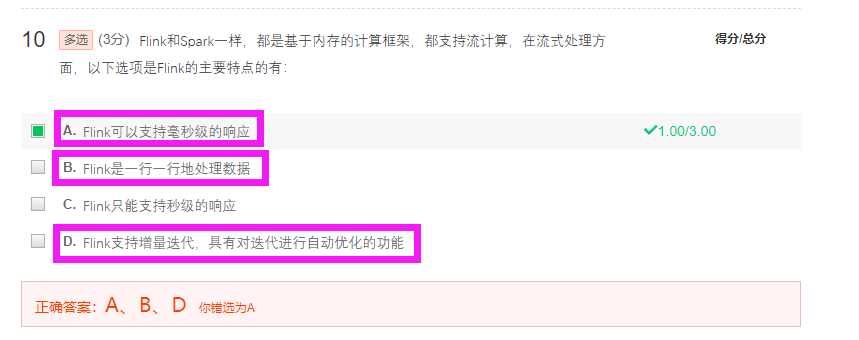 10 多选 (3分) Flink和Spark一样，都是基于内存的计算框架，都支持流计算，在流式处理方 得分/总分
面，以下选项是Flink的主要特点的有：
A. Flink可以支持毫秒级的响应 1.00/3.00
B. Flink是一行一行地处理数据
C. Flink只能支持秒级的响应
D. Flink支持增量迭代，具有对迭代进行自动优化的功能
正确答案：A、B、D 你错选为A